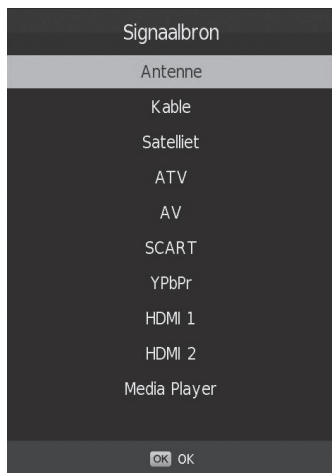 Signaalbron
Antenne
Kable
Satelliet
ATV
AV
SCART
YPbPr
HDMI 1
HDMI 2
Media Player
OK OK